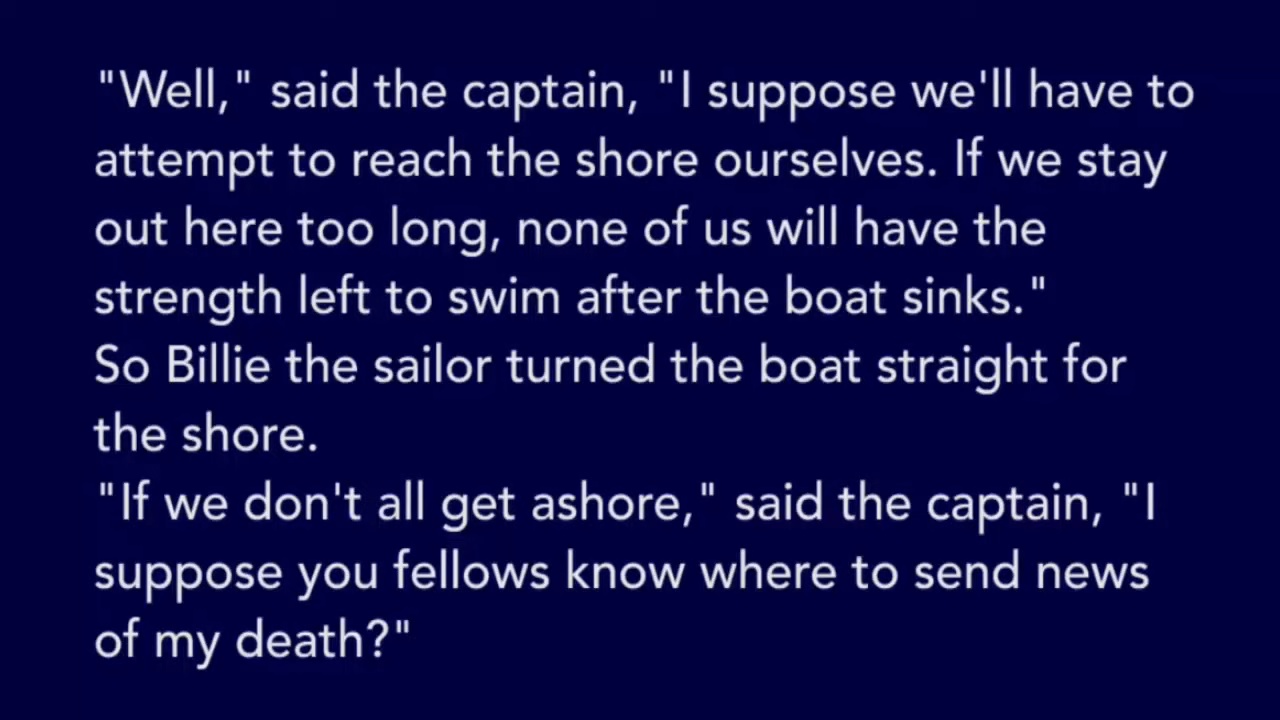 "Well," said the captain, "I suppose we'll have to
attempt to reach the shore ourselves. If we stay
out here too long, none of us will have the
strength left to swim after the boat sinks."
So Billie the sailor turned the boat straight for
the shore.
"If we don't all get ashore," said the captain, "I
suppose you fellows know where to send news
of my death?"